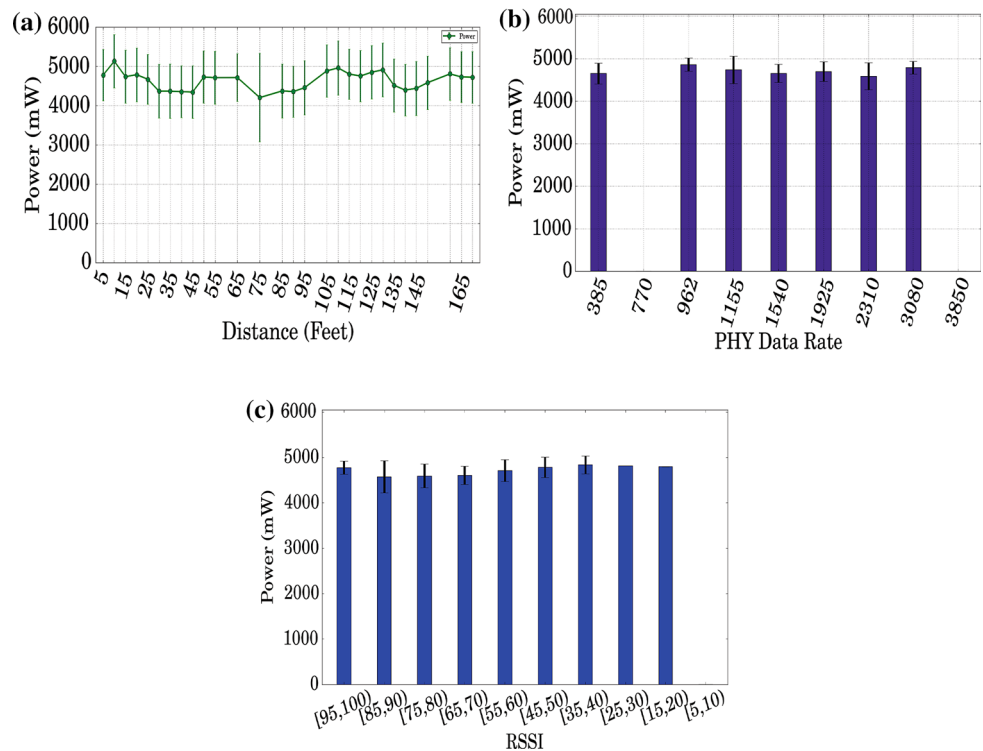 (a)
6000
5000
4000
3000
2000
1000
0
Power (mW)
Power
5 15 25 35 45 55 65 75 85 95 105 115 125 135 145 165
Distance (Feet)
(b)
6000
5000
4000
3000
2000
1000
0
Power (mW)
385 770 962 1155 1540 1925 2310 3080 3850
PHY Data Rate
(c)
6000
5000
4000
3000
2000
1000
0
Power (mW)
[95,100) [85,90) [75,80) [65,70) [55,60) [45,50) [35,40) [25,30) [15,20) [5,10)
RSSI